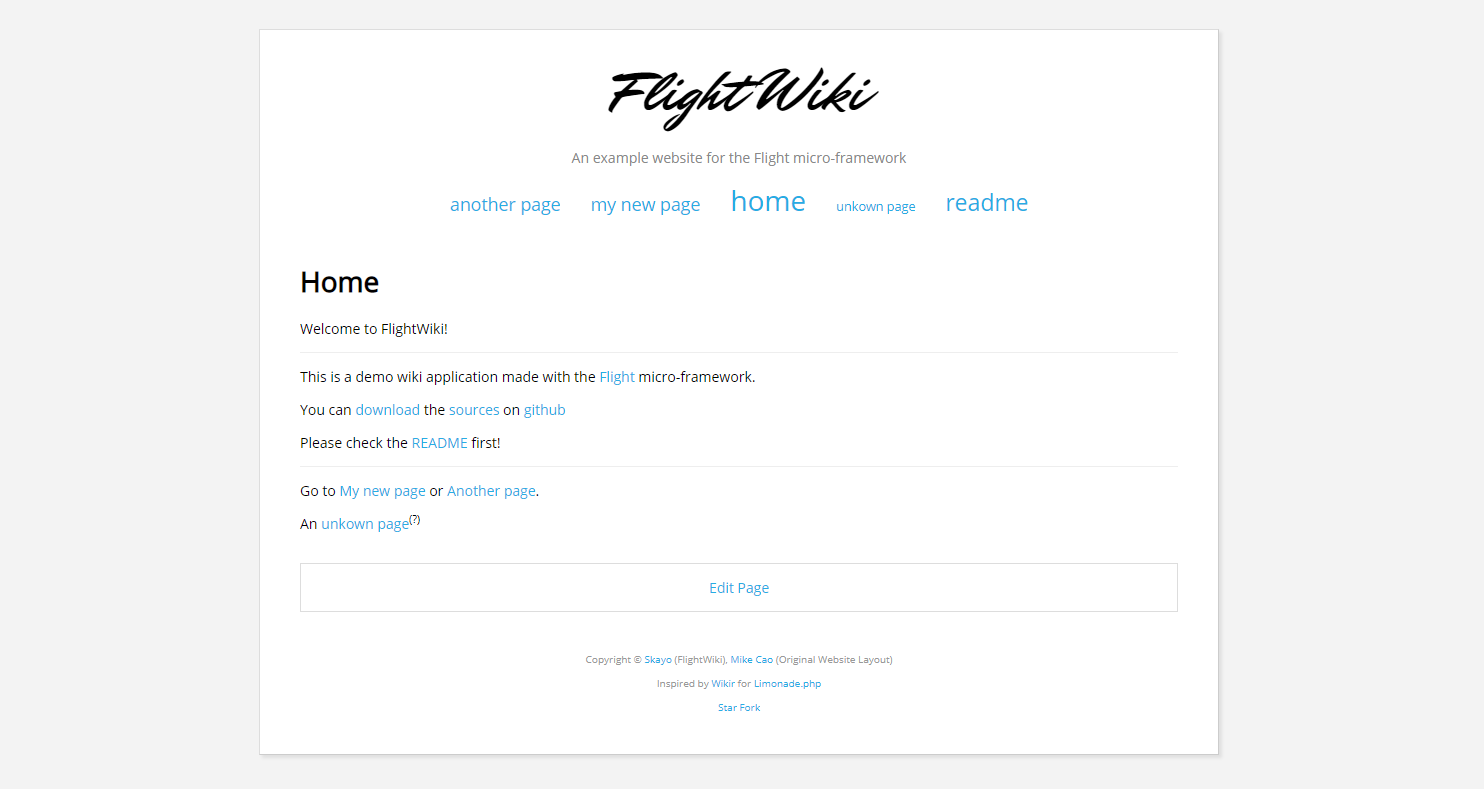 FlightWiki
An example website for the Flight micro-framework
another page my new page home unkown page readme
Home
Welcome to FlightWiki!
This is a demo wiki application made with the Flight micro-framework.
You can download the sources on github
Please check the README first!
Go to My new page or Another page.
An unkown page(?)
Edit Page
Copyright © Skayo (FlightWiki), Mike Cao (Original Website Layout)
Inspired by Wikir for Limonade.php
Star Fork